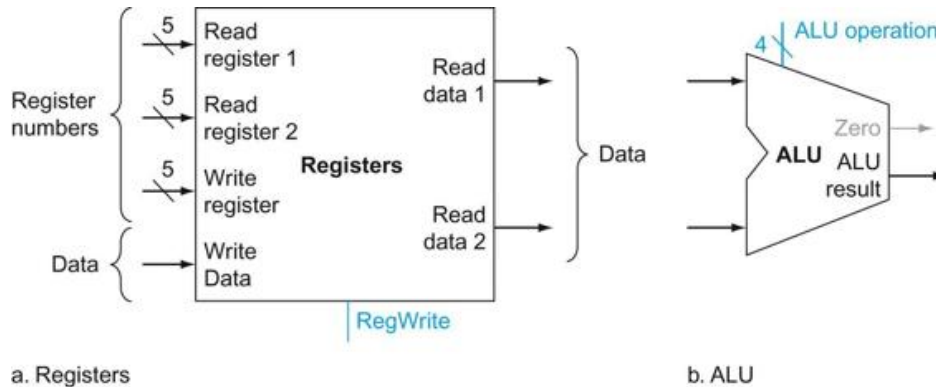 Register
numbers
5
Read
register 1
5
Read
register 2
5
Write
register
Data
Write
Data
Registers
Read
data 1
Read
data 2
Data
RegWrite
a. Registers
4
ALU operation
Zero
ALU
ALU
result
b. ALU